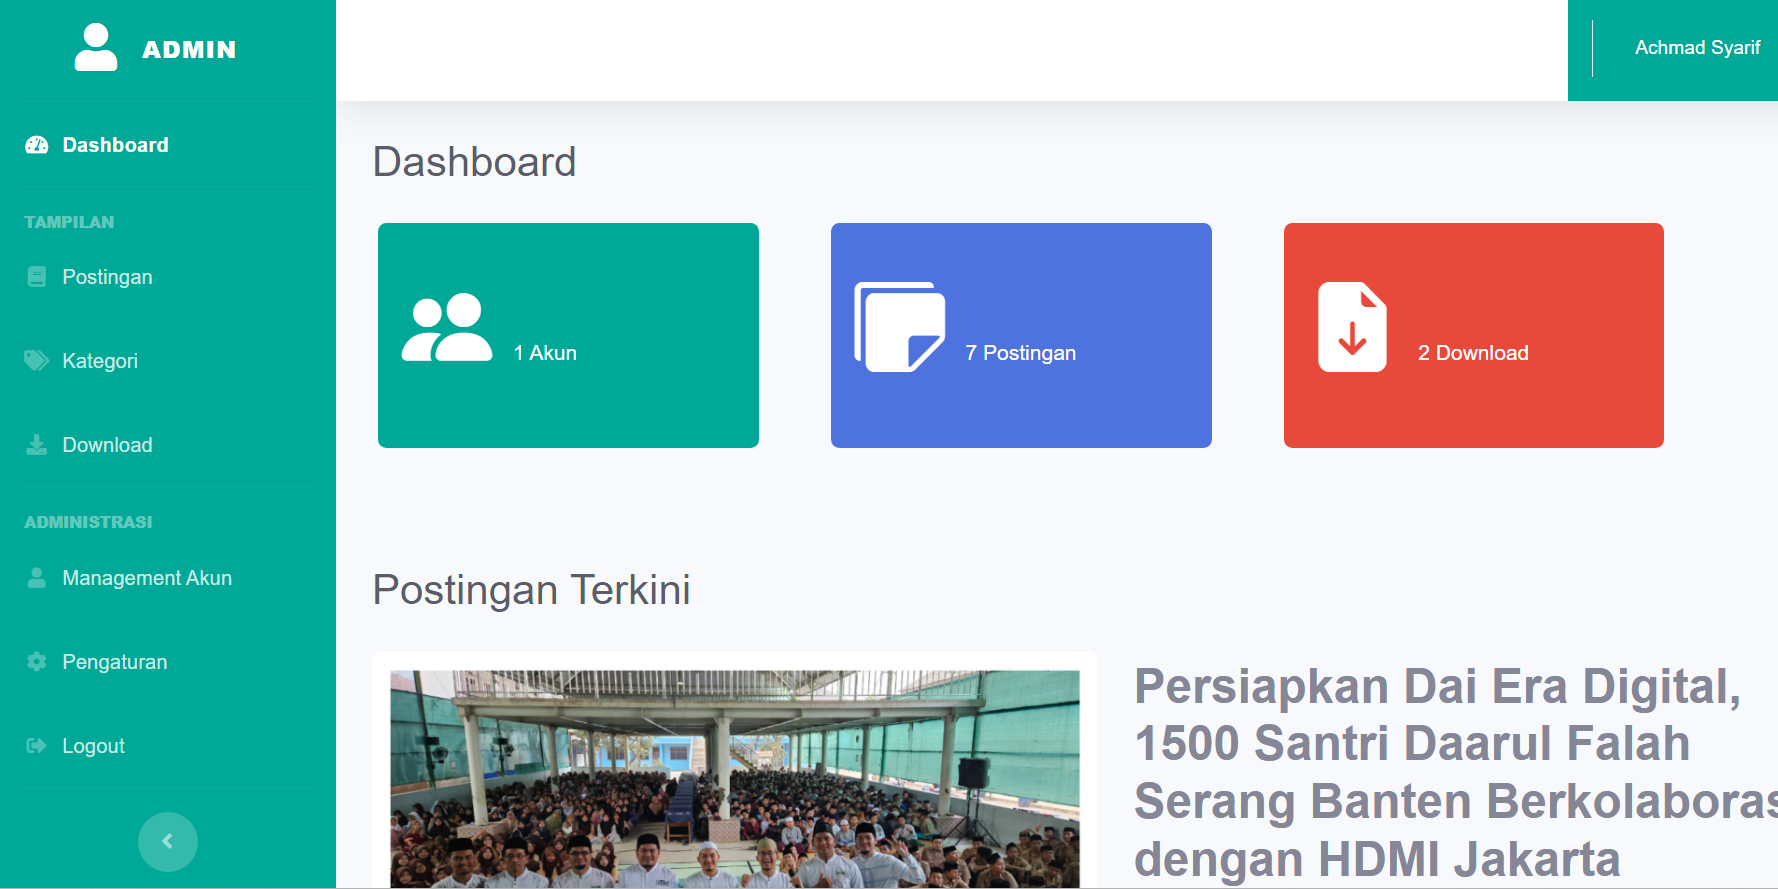 ADMIN
Achmad Syarif
Dashboard
TAMPILAN
Postingan
Kategori
Download
ADMINISTRASI
Management Akun
Pengaturan
Logout
Dashboard
1 Akun
7 Postingan
2 Download
Postingan Terkini
Persiapkan Dai Era Digital,
1500 Santri Daarul Falah
Serang Banten Berkolaboras
dengan HDMI Jakarta